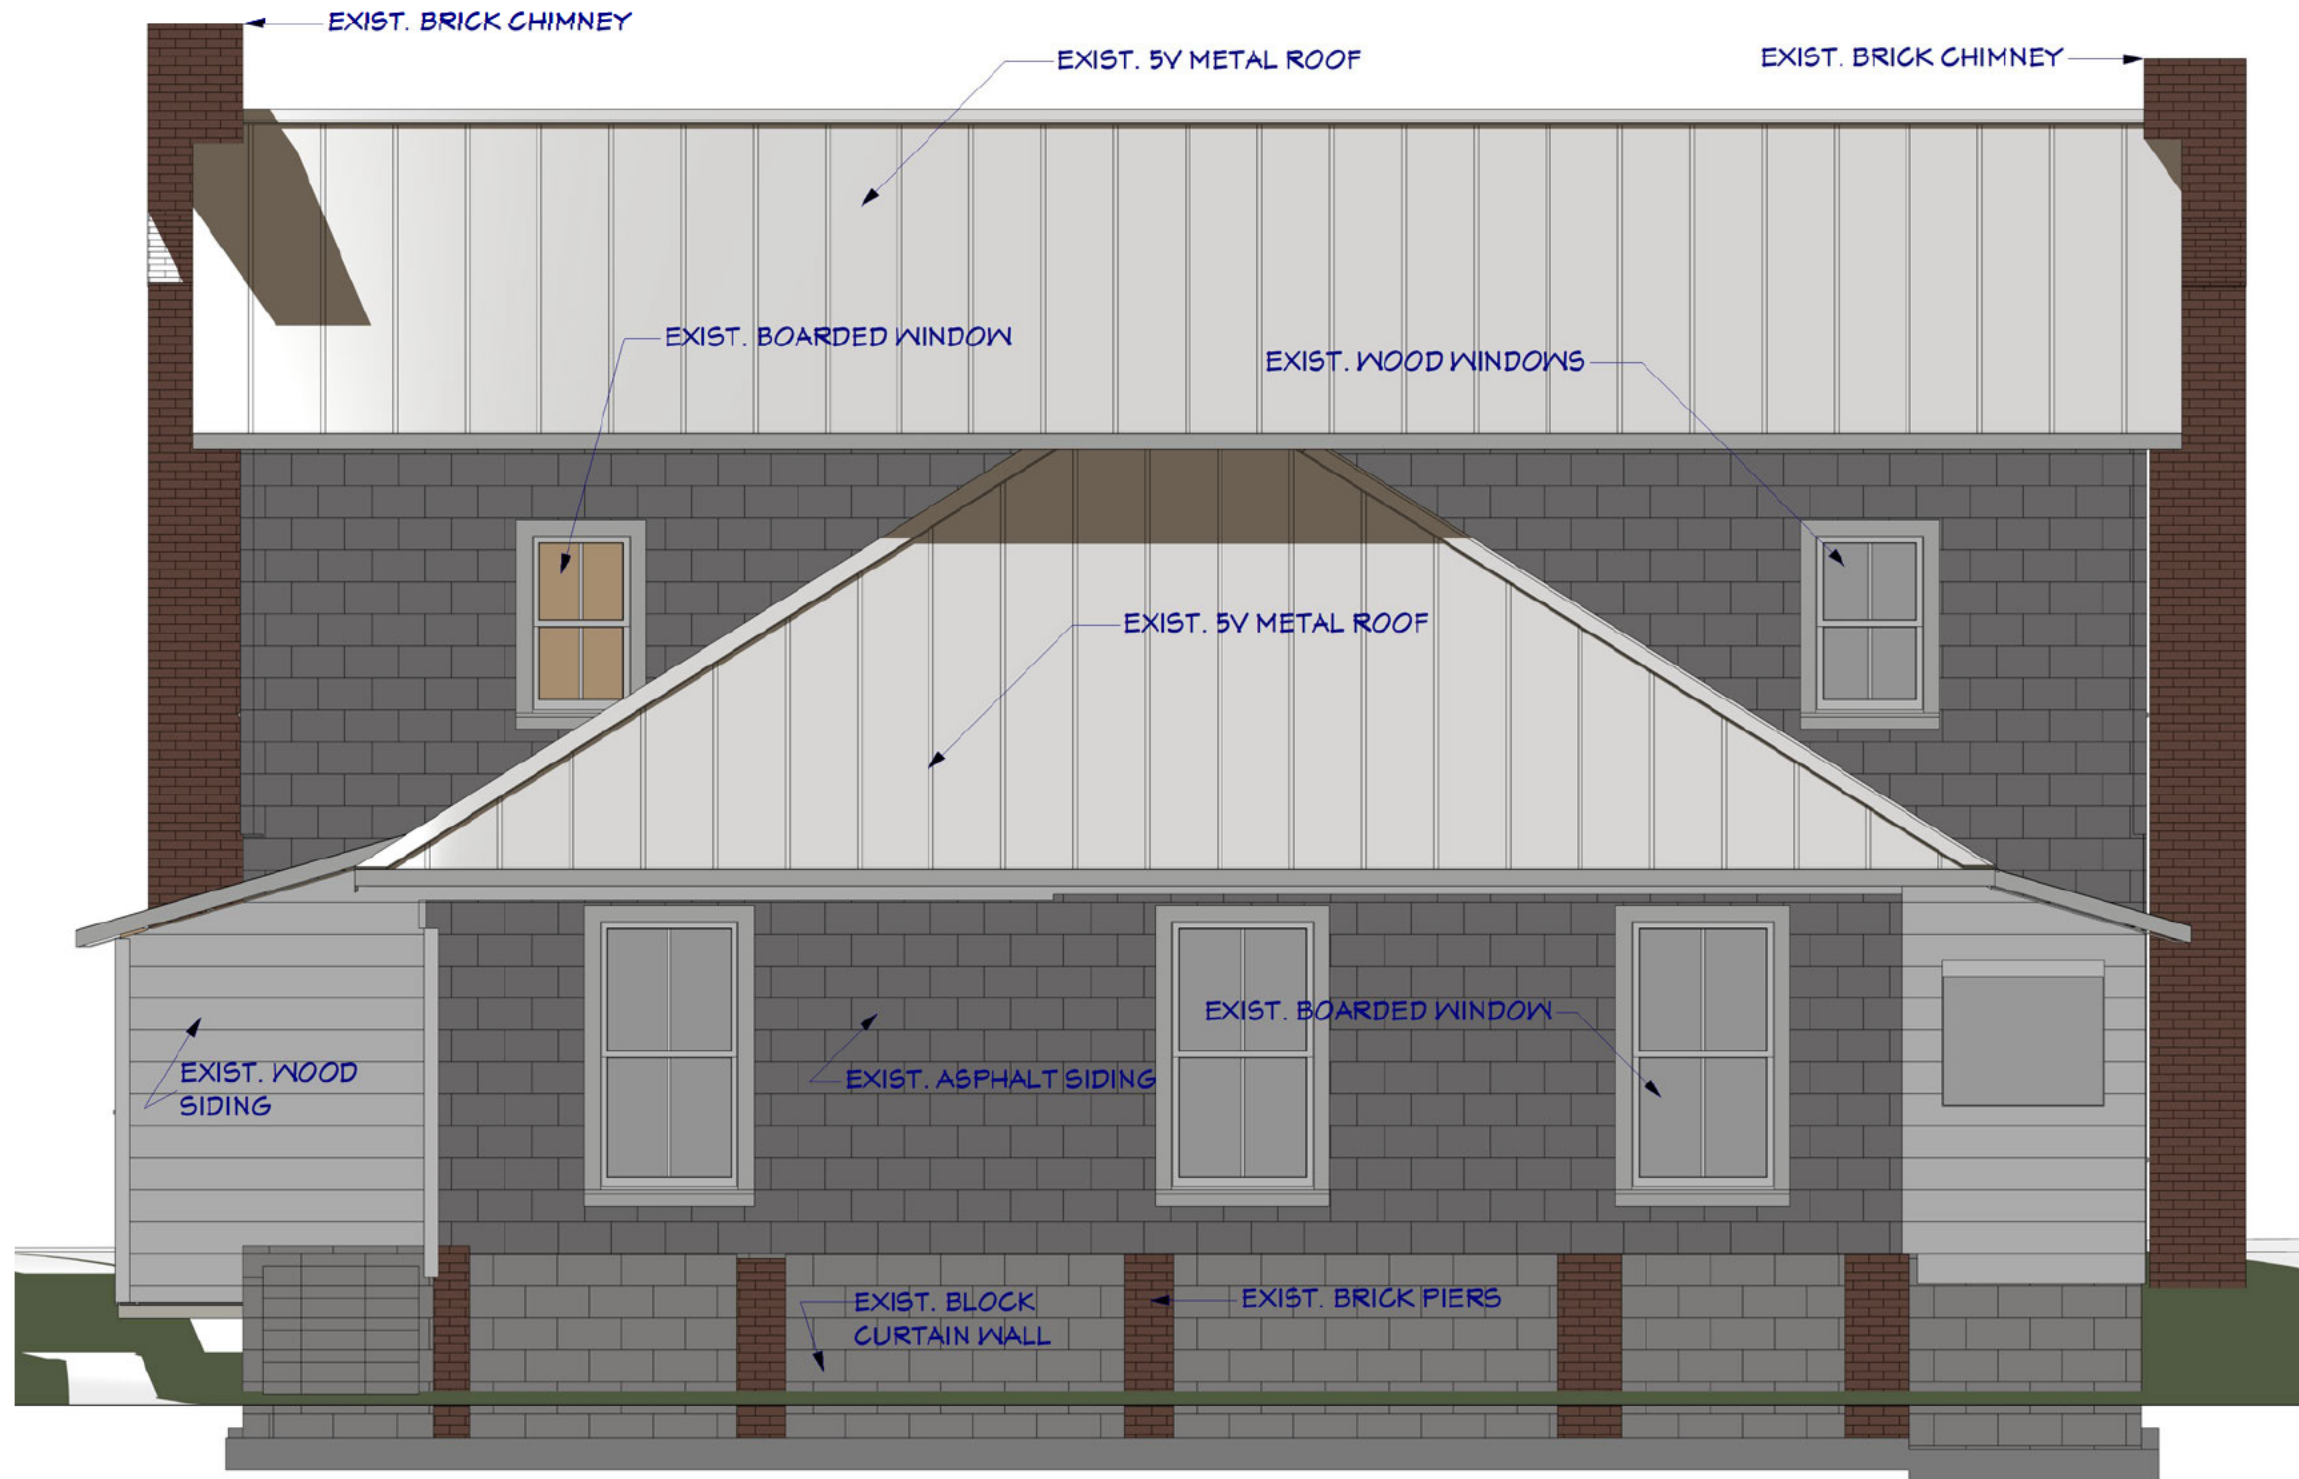 EXIST. BRICK CHIMNEY
EXIST. 5V METAL ROOF
EXIST. BRICK CHIMNEY
EXIST. BOARDED WINDOW
EXIST. WOOD WINDOWS
EXIST. 5V METAL ROOF
EXIST. BOARDED WINDOW
EXIST. WOOD
SIDING
EXIST. ASPHALT SIDING
EXIST. BLOCK
CURTAIN WALL
EXIST. BRICK PIERS